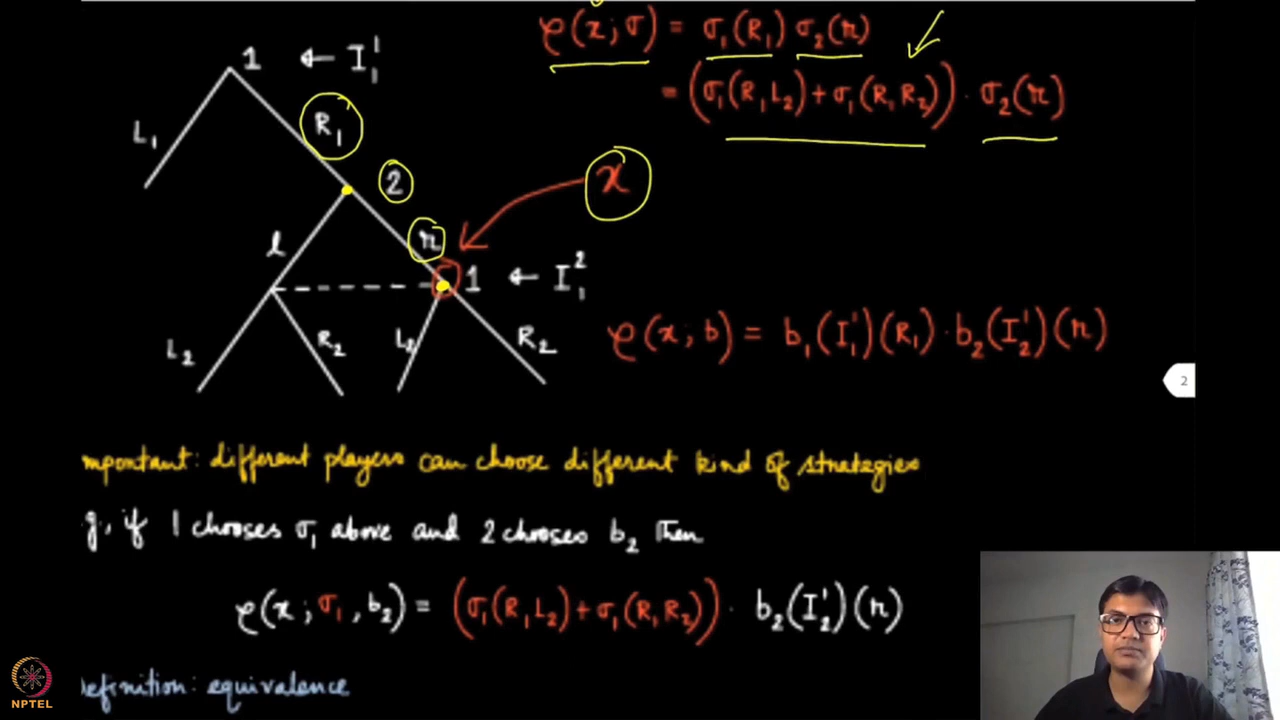 ρ(x;σ) = σ₁(R₁) σ₂(r)
= (σ₁(R₁L₂) + σ₁(R₁R₂)) · σ₂(r)
1 ← I₁¹
L₁
R₁
2
x
l
r
1 ← I₁²
L₂
R₂
L₂
R₂
ρ(x;b) = b₁(I₁¹)(R₁) · b₂(I₂¹)(r)
2
mportant: different players can choose different kind of strategies
g, if 1 chooses σ₁ above and 2 chooses b₂ then
ρ(x;σ₁,b₂) = (σ₁(R₁L₂) + σ₁(R₁R₂)) · b₂(I₂¹)(r)
efinition: equivalence
NPTEL